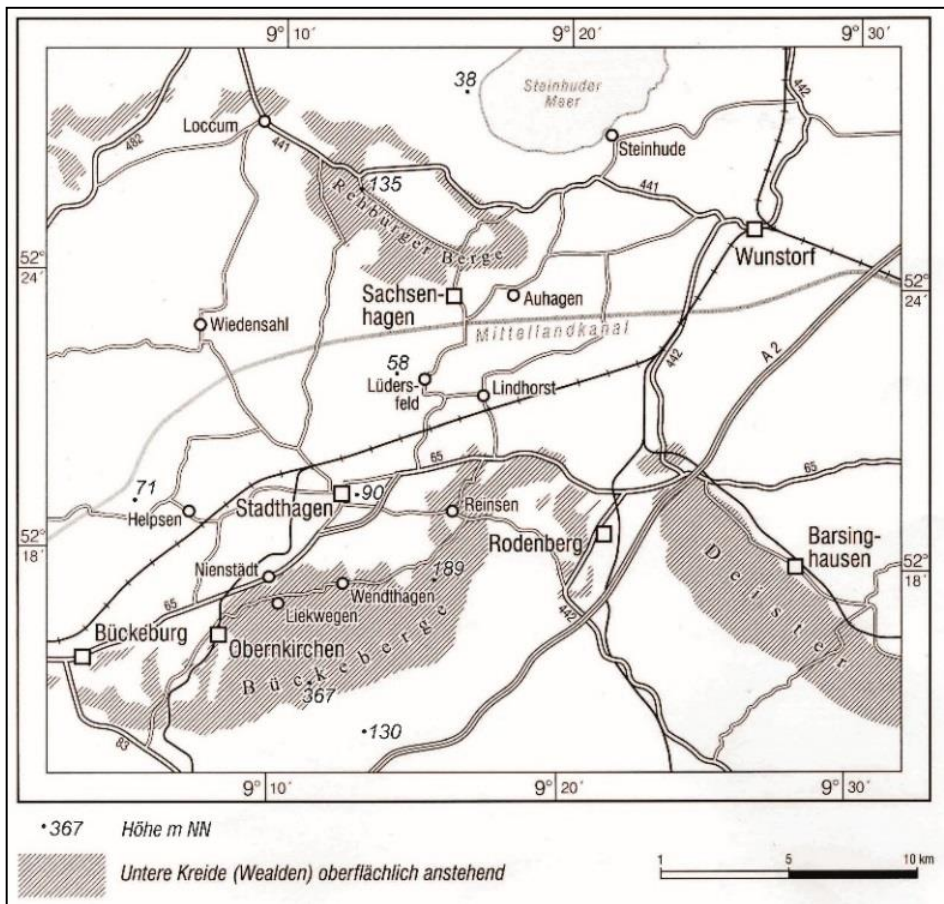 9° 10´ 9° 20´ 9° 30´
38
Steinhuder
Meer
442
Loccum
482
441
Steinhude
135
441
Rehburger Berge
Wunstorf
52°
24´
52°
24´
Sachsen-
hagen
Auhagen
Wiedensahl
Mittellandkanal
A 2
442
58
Lüders-
feld
Lindhorst
65
65
71
90
Stadthagen
Helpsen
Reinsen
Rodenberg
Barsing-
hausen
52°
18´
52°
18´
Deister
Nienstädt
189
Wendthagen
65
Liekwegen
442
Bückeburg
Obernkirchen
Bückeberge
367
83
130
9° 10´ 9° 20´ 9° 30´
•367 Höhe m NN
Untere Kreide (Wealden) oberflächlich anstehend
1 5 10 km